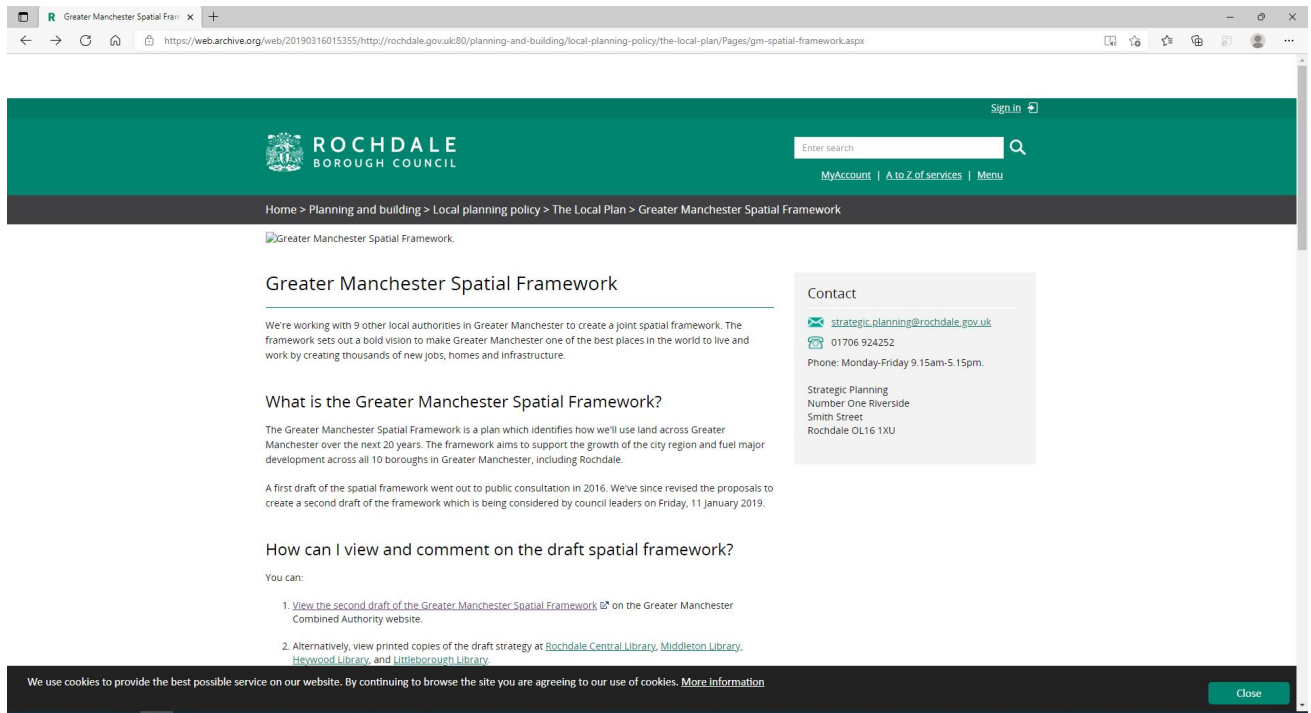 R Greater Manchester Spatial Fram
https://web.archive.org/web/20190316015355/http://rochdale.gov.uk:80/planning-and-building/local-planning-policy/the-local-plan/Pages/gm-spatial-framework.aspx
Sign in
ROCHDALE
BOROUGH COUNCIL
Enter search
MyAccount | A to Z of services | Menu
Home > Planning and building > Local planning policy > The Local Plan > Greater Manchester Spatial Framework
Greater Manchester Spatial Framework.
Greater Manchester Spatial Framework
We're working with 9 other local authorities in Greater Manchester to create a joint spatial framework. The
framework sets out a bold vision to make Greater Manchester one of the best places in the world to live and
work by creating thousands of new jobs, homes and infrastructure.
What is the Greater Manchester Spatial Framework?
The Greater Manchester Spatial Framework is a plan which identifies how we'll use land across Greater
Manchester over the next 20 years. The framework aims to support the growth of the city region and fuel major
development across all 10 boroughs in Greater Manchester, including Rochdale.
A first draft of the spatial framework went out to public consultation in 2016. We've since revised the proposals to
create a second draft of the framework which is being considered by council leaders on Friday, 11 January 2019.
How can I view and comment on the draft spatial framework?
You can:
1. View the second draft of the Greater Manchester Spatial Framework on the Greater Manchester
Combined Authority website.
2. Alternatively, view printed copies of the draft strategy at Rochdale Central Library, Middleton Library,
Heywood Library, and Littleborough Library.
Contact
strategic.planning@rochdale.gov.uk
01706 924252
Phone: Monday-Friday 9.15am-5.15pm.
Strategic Planning
Number One Riverside
Smith Street
Rochdale OL16 1XU
We use cookies to provide the best possible service on our website. By continuing to browse the site you are agreeing to our use of cookies. More information
Close